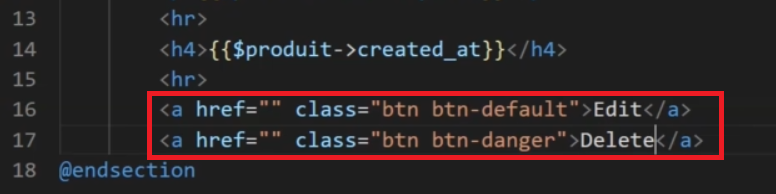 13 <hr>
14 <h4>{{$produit->created_at}}</h4>
15 <hr>
16 <a href="" class="btn btn-default">Edit</a>
17 <a href="" class="btn btn-danger">Delete</a>
18 @endsection